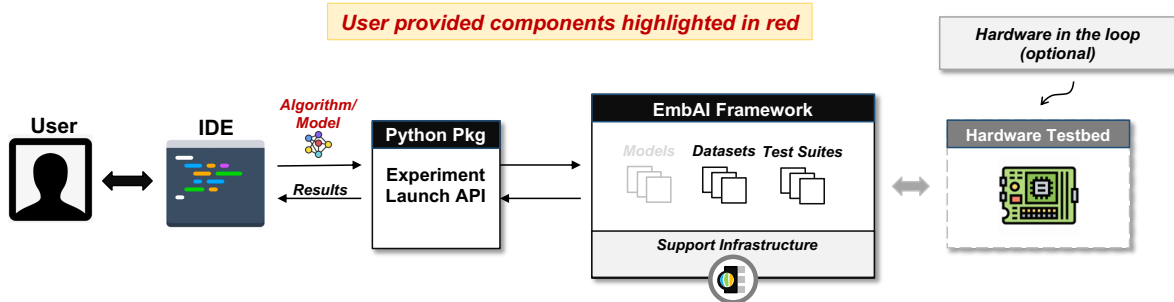 User provided components highlighted in red
Hardware in the loop
(optional)
User
IDE
Algorithm/
Model
Results
Python Pkg
Experiment
Launch API
EmbAI Framework
Models
Datasets
Test Suites
Support Infrastructure
Hardware Testbed